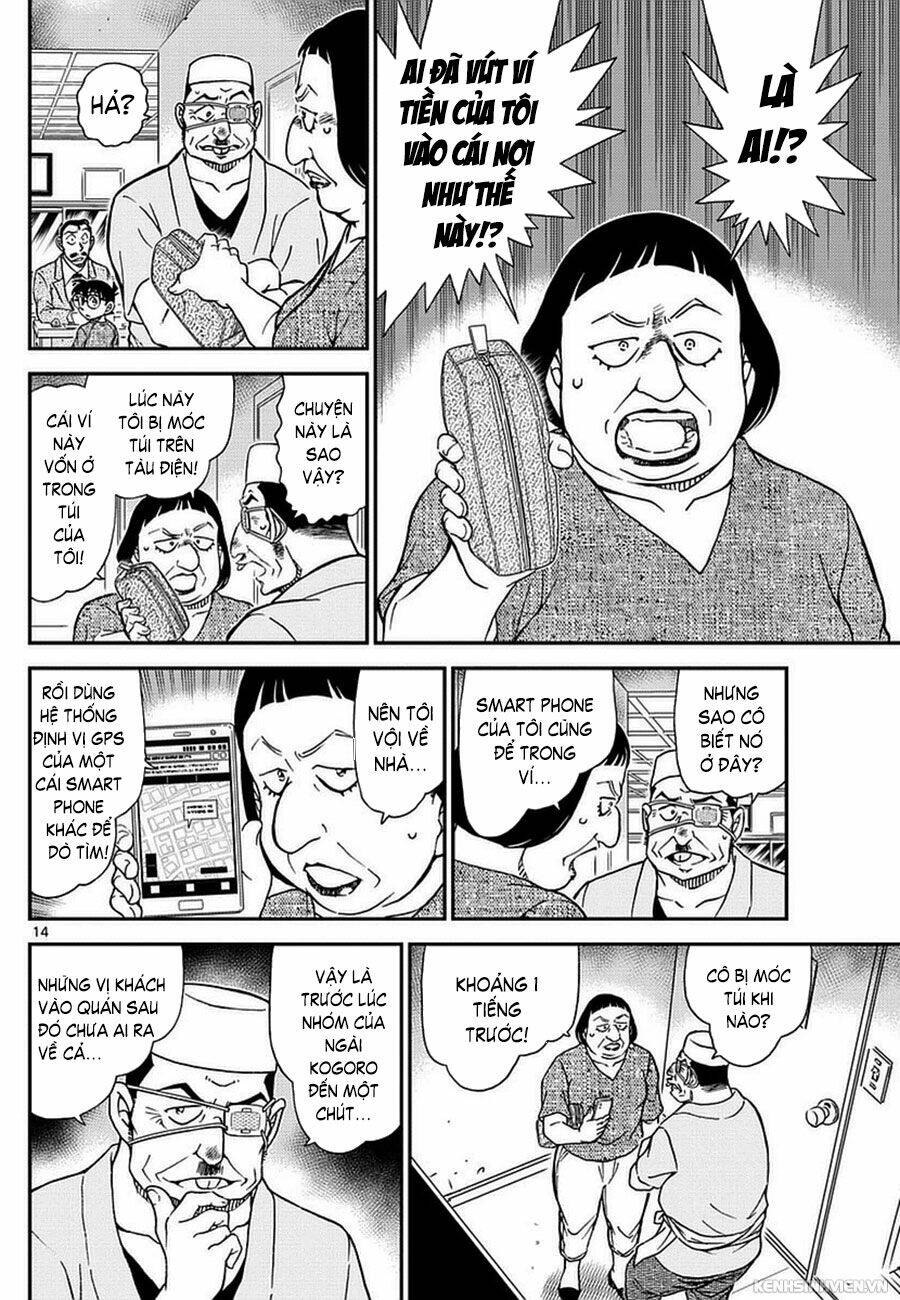 LÀ
AI!?
AI ĐÃ VỨT VÍ
TIỀN CỦA TÔI
VÀO CÁI NƠI
NHƯ THẾ
NÀY!?
HẢ?
CHUYỆN
NÀY LÀ
SAO
VẬY?
LÚC NÃY
TÔI BỊ MÓC
TÚI TRÊN
TÀU ĐIỆN!
CÁI VÍ
NÀY
VỐN Ở
TRONG
TÚI
CỦA
TÔI!
NHƯNG
SAO CÔ
BIẾT NÓ
Ở ĐÂY?
SMART PHONE
CỦA TÔI CŨNG
ĐỂ TRONG
VÍ...
NÊN TÔI
VỘI VỀ
NHÀ...
RỒI DÙNG
HỆ THỐNG
ĐỊNH VỊ GPS
CỦA MỘT
CÁI SMART
PHONE
KHÁC ĐỂ
DÒ TÌM!
14
CÔ BỊ MÓC
TÚI KHI
NÀO?
KHOẢNG 1
TIẾNG
TRƯỚC!
VẬY LÀ
TRƯỚC LÚC
NHÓM CỦA
NGÀI
KOGORO
ĐẾN MỘT
CHÚT...
NHỮNG VỊ KHÁCH
VÀO QUÁN SAU
ĐÓ CHƯA AI RA
VỀ CẢ...
KENHSINHVIEN.VN